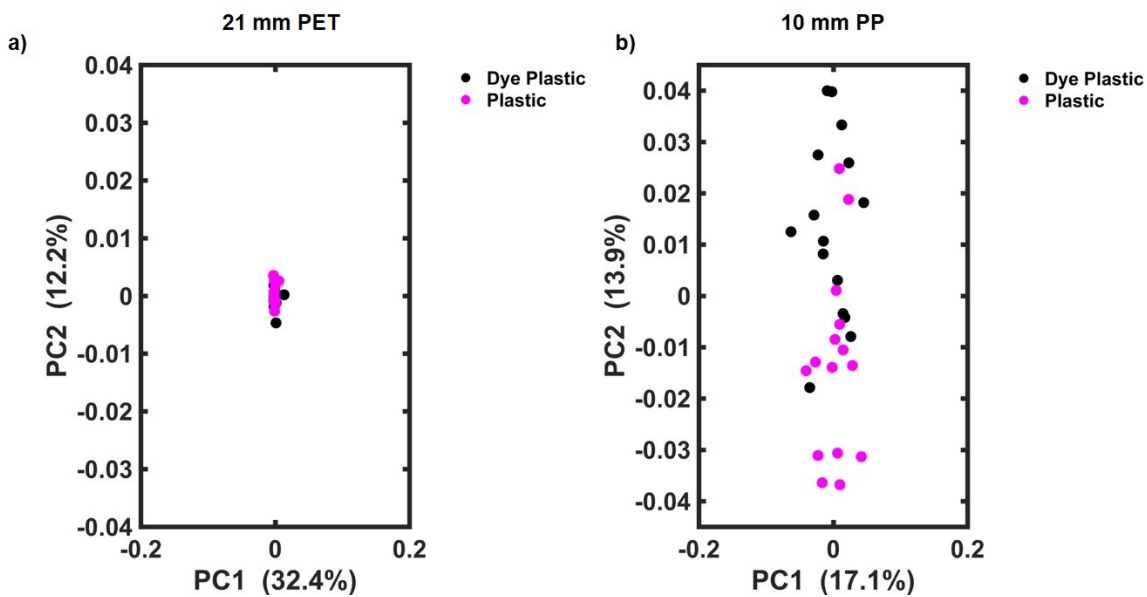 21 mm PET
a)
0.04
0.03
0.02
0.01
0
-0.01
-0.02
-0.03
-0.04
PC2 (12.2%)
-0.2
0
0.2
PC1 (32.4%)
Dye Plastic
Plastic
10 mm PP
b)
0.04
0.03
0.02
0.01
0
-0.01
-0.02
-0.03
-0.04
PC2 (13.9%)
-0.2
0
0.2
PC1 (17.1%)
Dye Plastic
Plastic